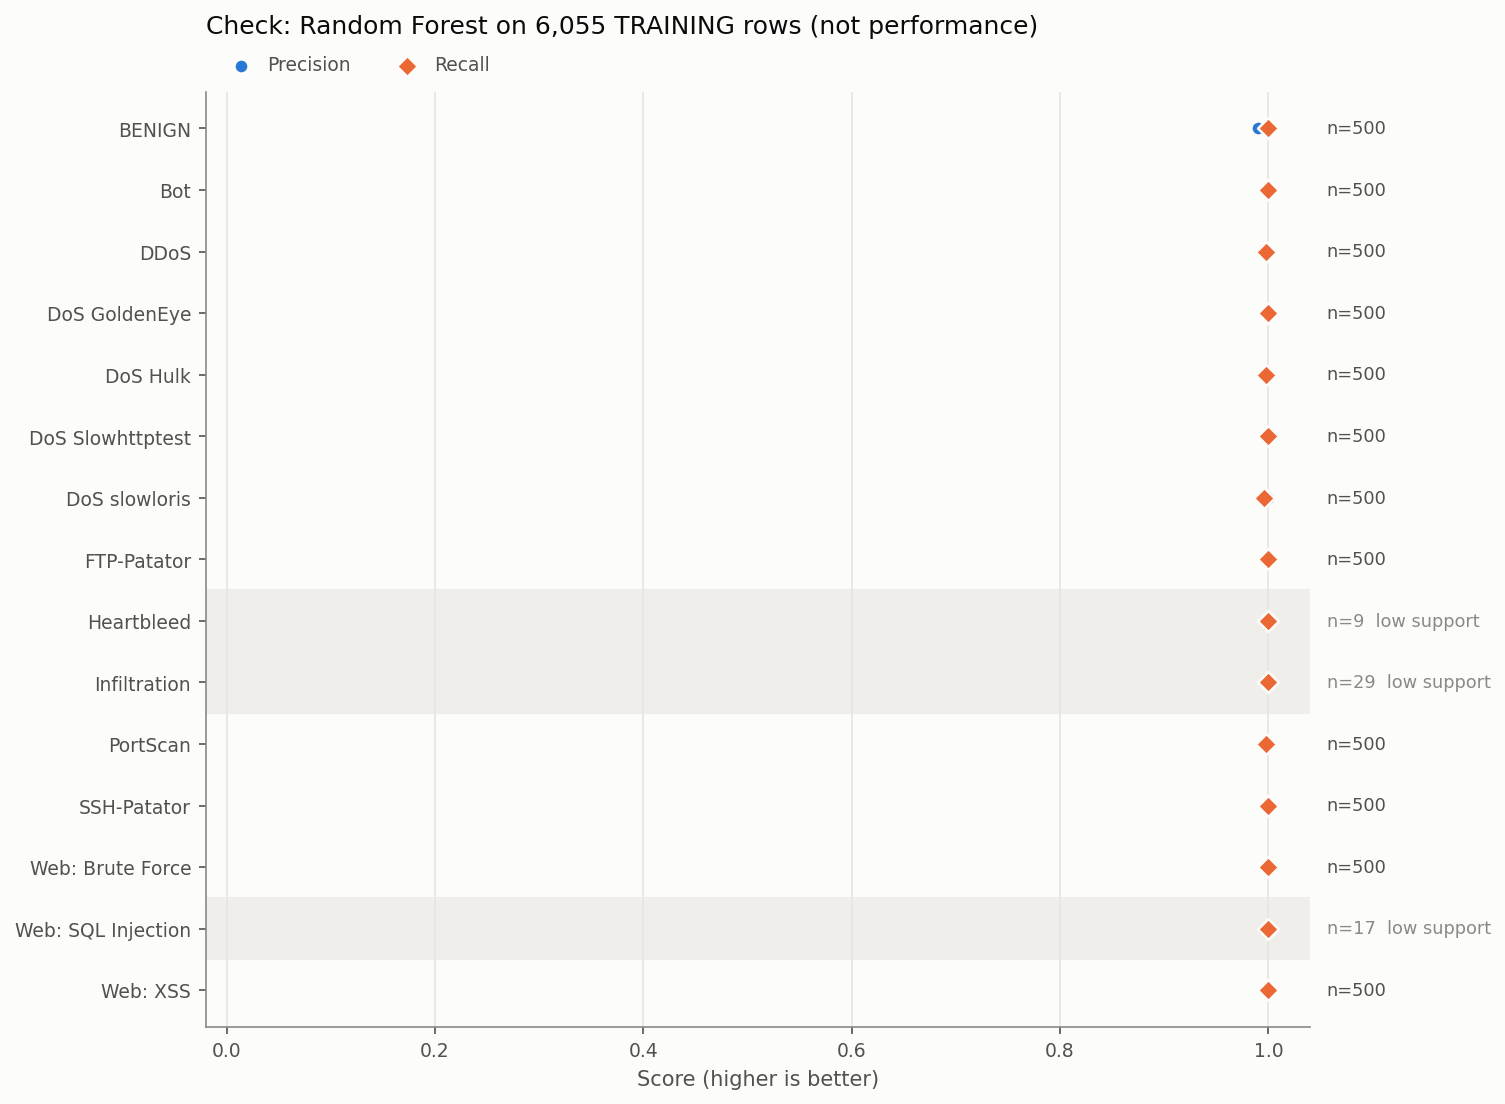 Check: Random Forest on 6,055 TRAINING rows (not performance)
Precision Recall
BENIGN n=500
Bot n=500
DDoS n=500
DoS GoldenEye n=500
DoS Hulk n=500
DoS Slowhttptest n=500
DoS slowloris n=500
FTP-Patator n=500
Heartbleed n=9 low support
Infiltration n=29 low support
PortScan n=500
SSH-Patator n=500
Web: Brute Force n=500
Web: SQL Injection n=17 low support
Web: XSS n=500
0.0 0.2 0.4 0.6 0.8 1.0
Score (higher is better)